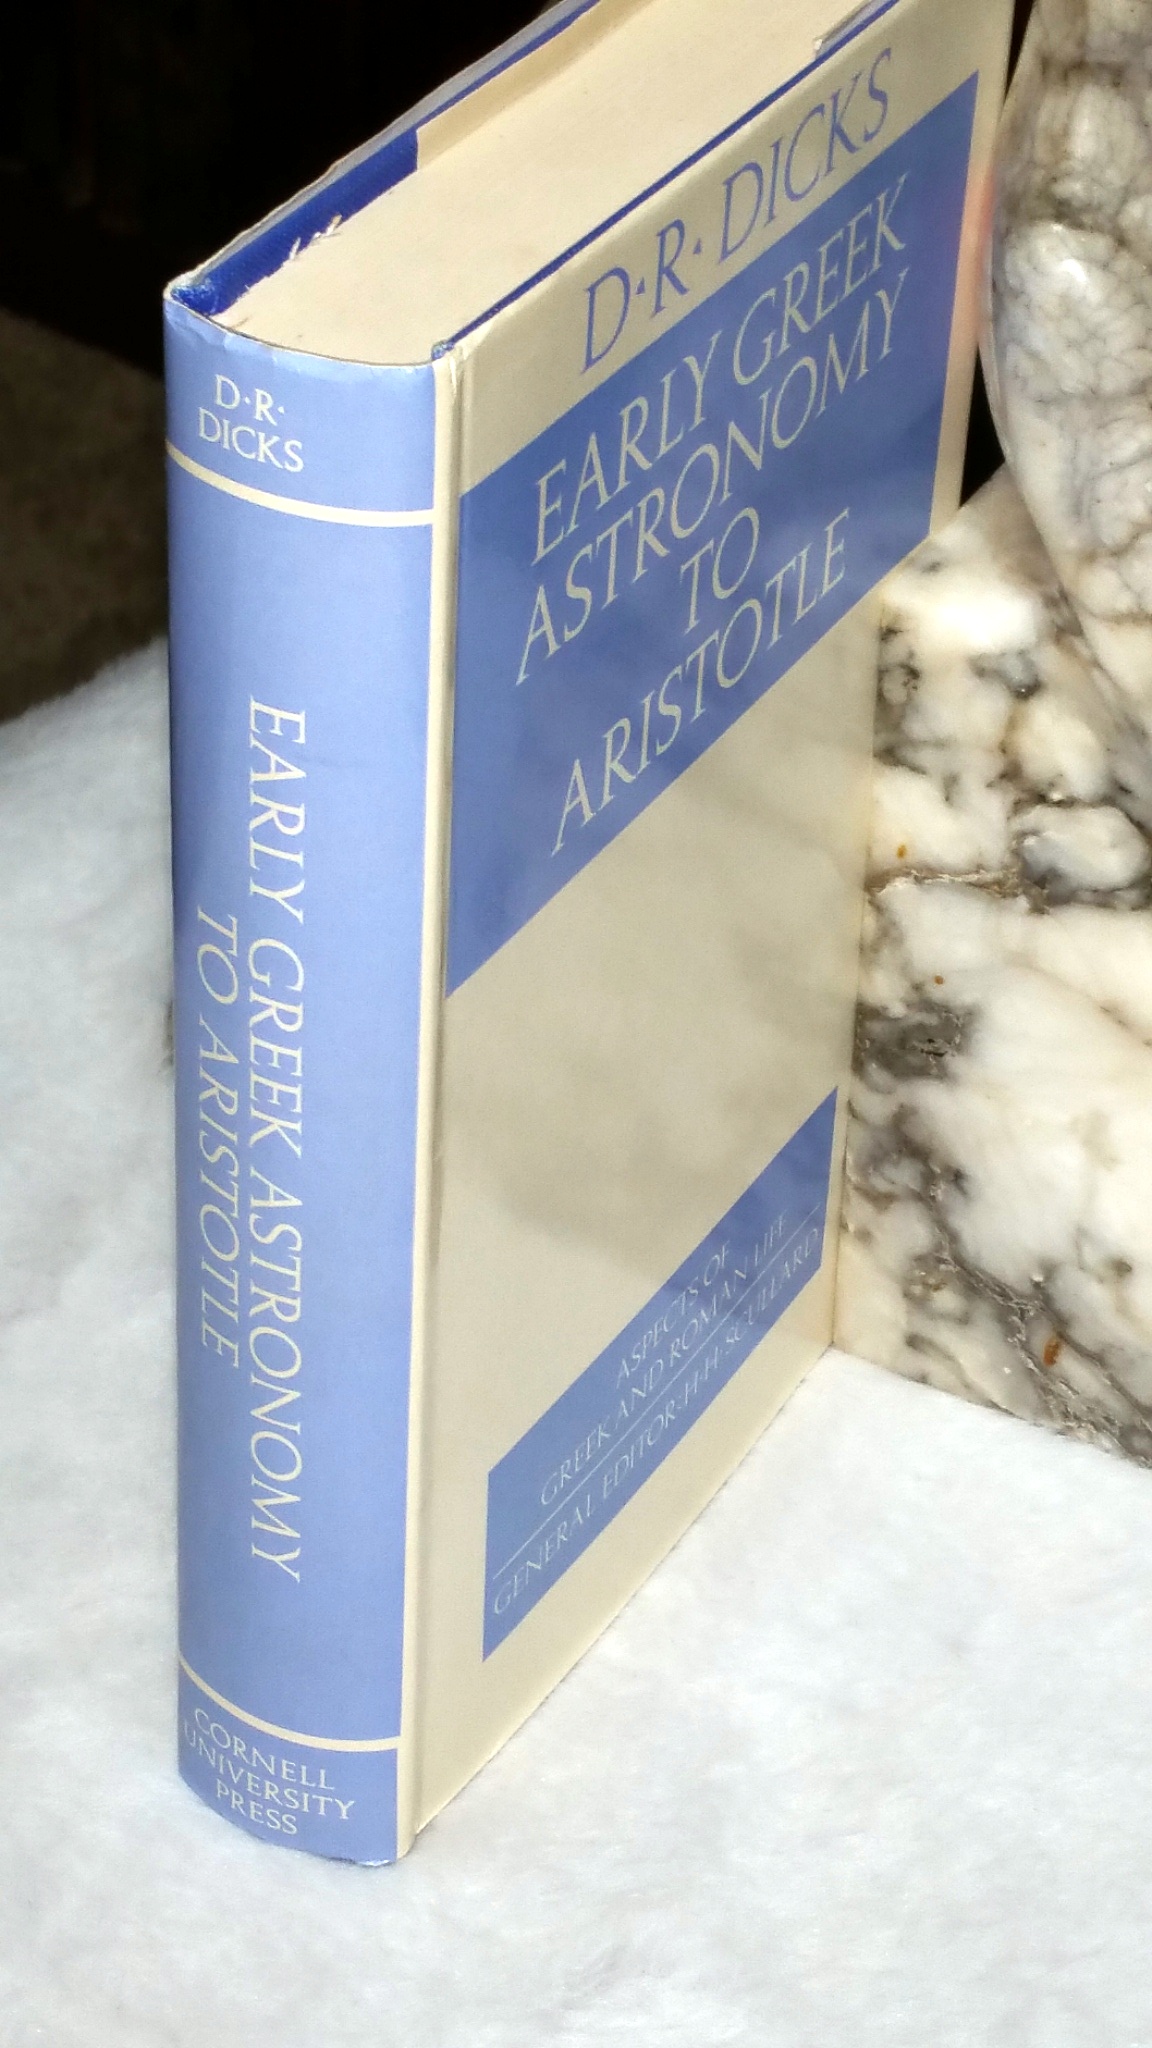 D·R·
DICKS
EARLY GREEK ASTRONOMY
TO ARISTOTLE
CORNELL
UNIVERSITY
PRESS
D·R·DICKS
EARLY GREEK
ASTRONOMY
TO
ARISTOTLE
ASPECTS OF
GREEK AND ROMAN LIFE
GENERAL EDITOR·H·H·SCULLARD